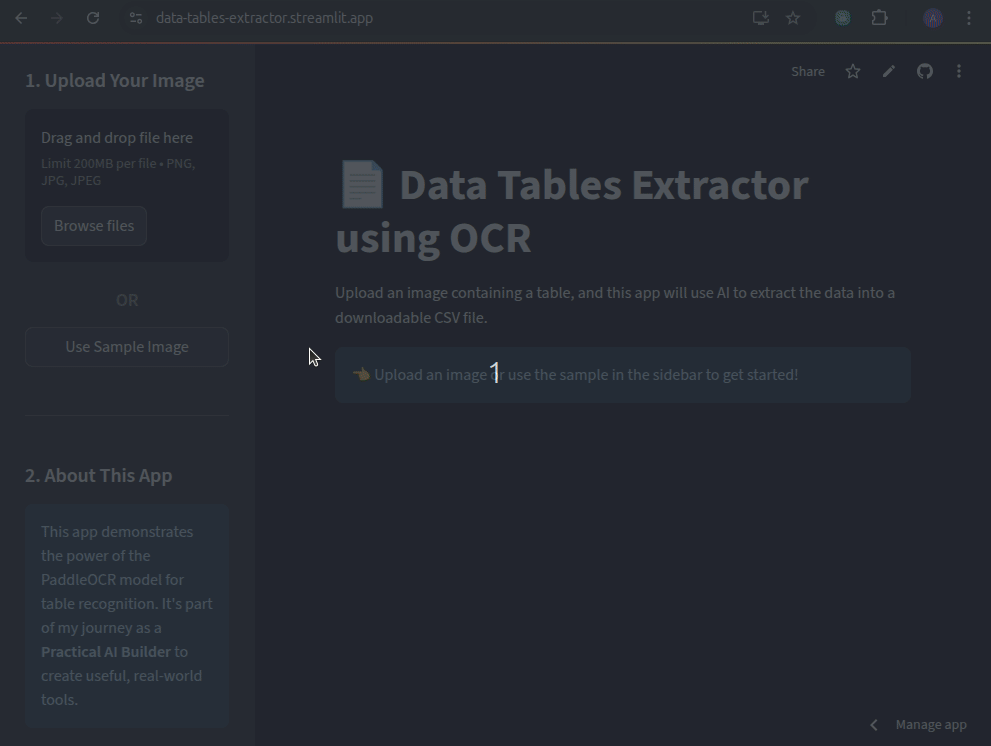 data-tables-extractor.streamlit.app
1. Upload Your Image
Drag and drop file here
Limit 200MB per file • PNG,
JPG, JPEG
Browse files
OR
Use Sample Image
2. About This App
This app demonstrates
the power of the
PaddleOCR model for
table recognition. It's part
of my journey as a
Practical AI Builder to
create useful, real-world
tools.
Share
Data Tables Extractor
using OCR
Upload an image containing a table, and this app will use AI to extract the data into a
downloadable CSV file.
Upload an image or use the sample in the sidebar to get started!
1
Manage app